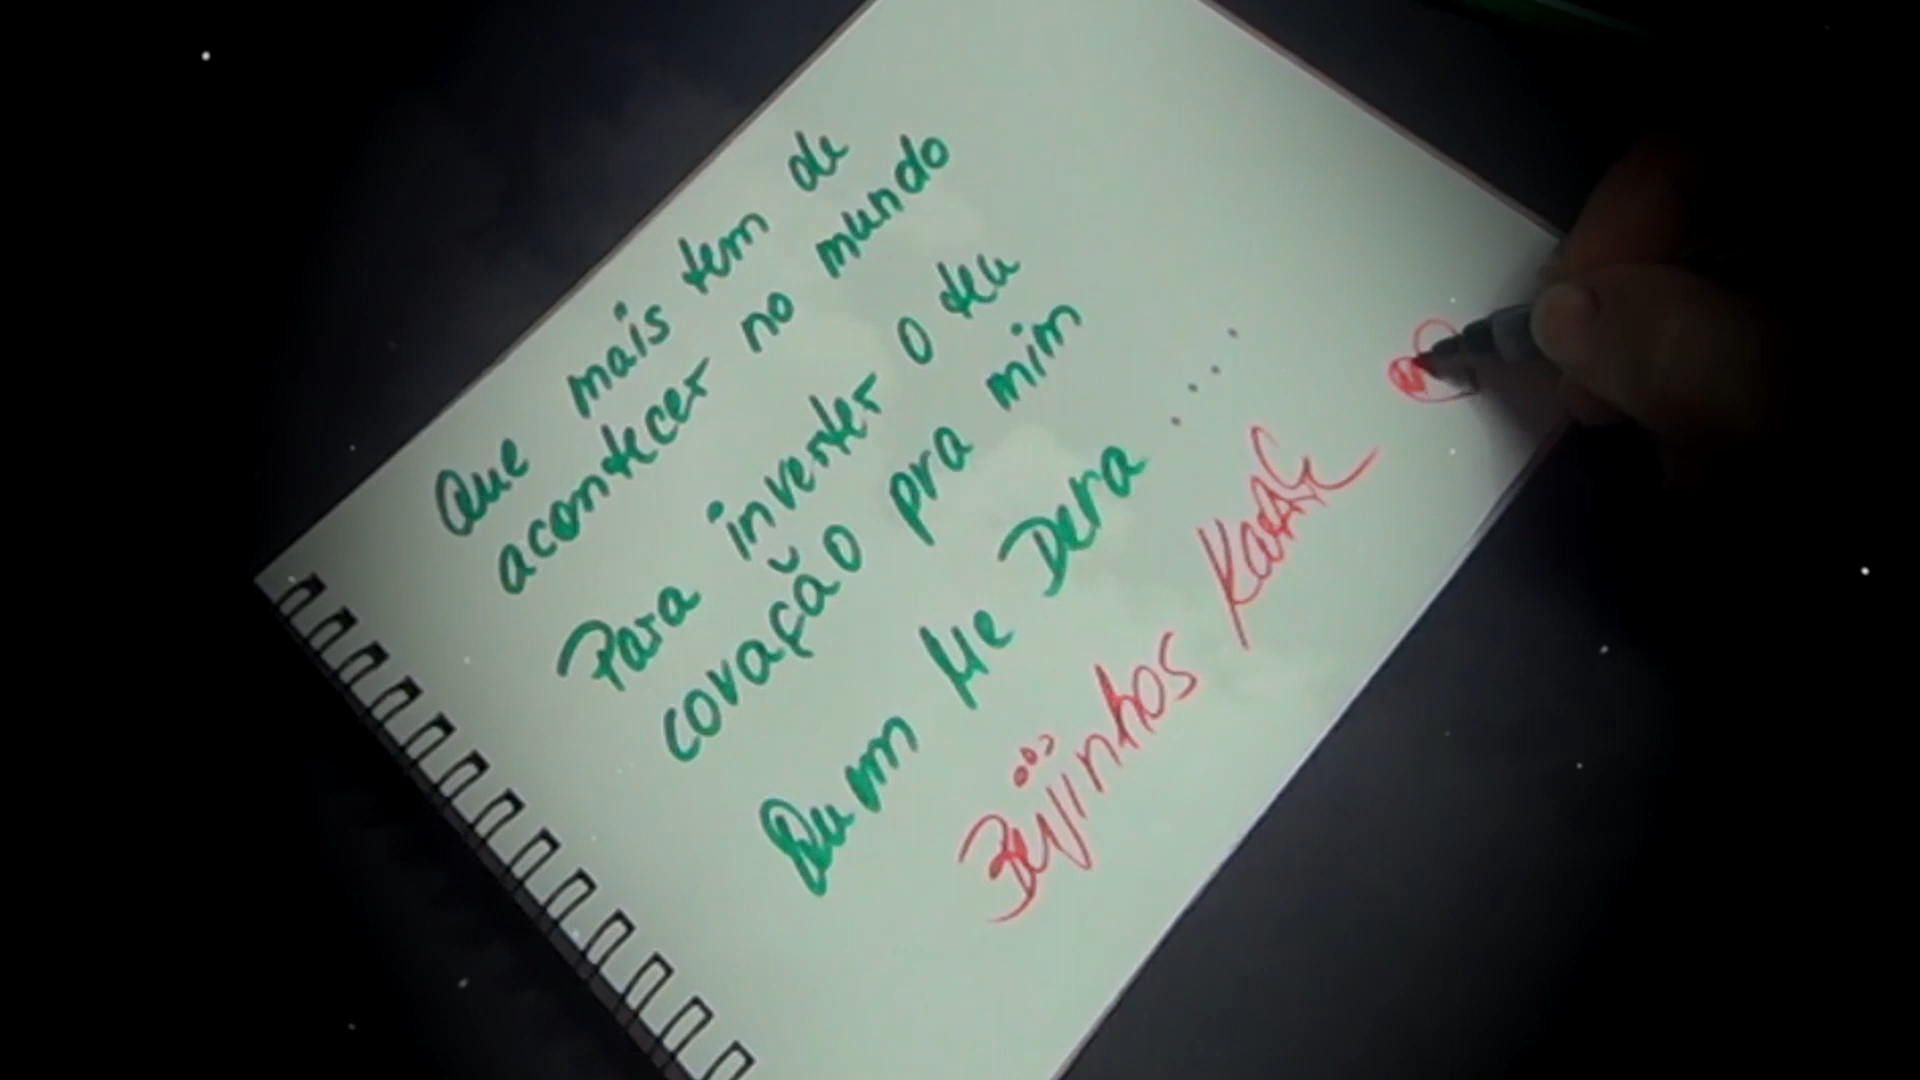 Que mais tem de
acontecer no mundo
Para inverter o teu
coração pra mim
Quem Me Dera ....
Beijinhos